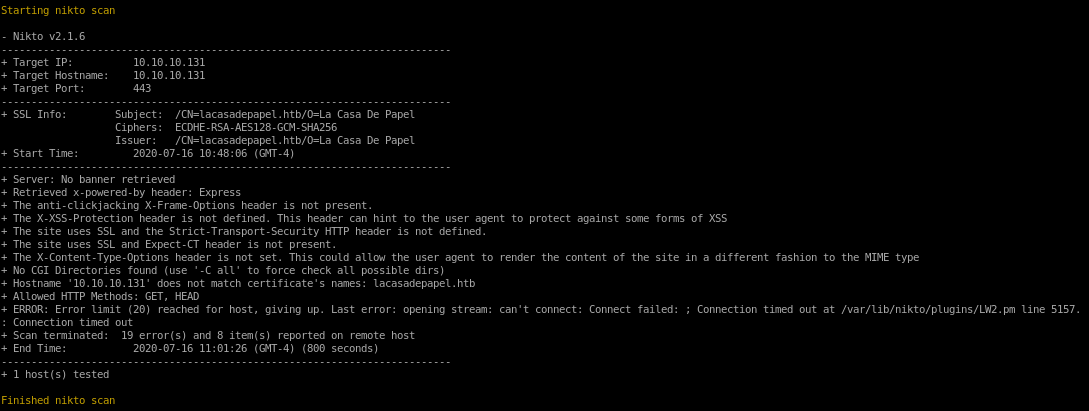 Starting nikto scan
- Nikto v2.1.6
---------------------------------------------------------------------------
+ Target IP:          10.10.10.131
+ Target Hostname:    10.10.10.131
+ Target Port:        443
---------------------------------------------------------------------------
+ SSL Info:        Subject:  /CN=lacasadepapel.htb/O=La Casa De Papel
                   Ciphers:  ECDHE-RSA-AES128-GCM-SHA256
                   Issuer:   /CN=lacasadepapel.htb/O=La Casa De Papel
+ Start Time:         2020-07-16 10:48:06 (GMT-4)
---------------------------------------------------------------------------
+ Server: No banner retrieved
+ Retrieved x-powered-by header: Express
+ The anti-clickjacking X-Frame-Options header is not present.
+ The X-XSS-Protection header is not defined. This header can hint to the user agent to protect against some forms of XSS
+ The site uses SSL and the Strict-Transport-Security HTTP header is not defined.
+ The site uses SSL and Expect-CT header is not present.
+ The X-Content-Type-Options header is not set. This could allow the user agent to render the content of the site in a different fashion to the MIME type
+ No CGI Directories found (use '-C all' to force check all possible dirs)
+ Hostname '10.10.10.131' does not match certificate's names: lacasadepapel.htb
+ Allowed HTTP Methods: GET, HEAD
+ ERROR: Error limit (20) reached for host, giving up. Last error: opening stream: can't connect: Connect failed: ; Connection timed out at /var/lib/nikto/plugins/LW2.pm line 5157.
: Connection timed out
+ Scan terminated:  19 error(s) and 8 item(s) reported on remote host
+ End Time:           2020-07-16 11:01:26 (GMT-4) (800 seconds)
---------------------------------------------------------------------------
+ 1 host(s) tested
Finished nikto scan